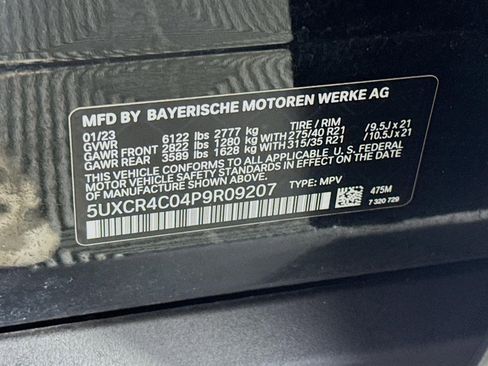 MFD BY BAYERISCHE MOTOREN WERKE AG
01/23 TIRE / RIM
GVWR 6122 lbs 2777 kg
GAWR FRONT 2822 lbs 1280 kg WITH 275/40 R21 / 9.5J x 21
GAWR REAR 3589 lbs 1628 kg WITH 315/35 R21 / 10.5J x 21
THIS VEHICLE CONFORMS TO ALL APPLICABLE U. S. FEDERAL
MOTOR VEHICLE SAFETY STANDARDS IN EFFECT ON THE DATE
OF MANUFACTURE SHOWN ABOVE.
5UXCR4C04P9R09207 TYPE: MPV
475M
7 320 729